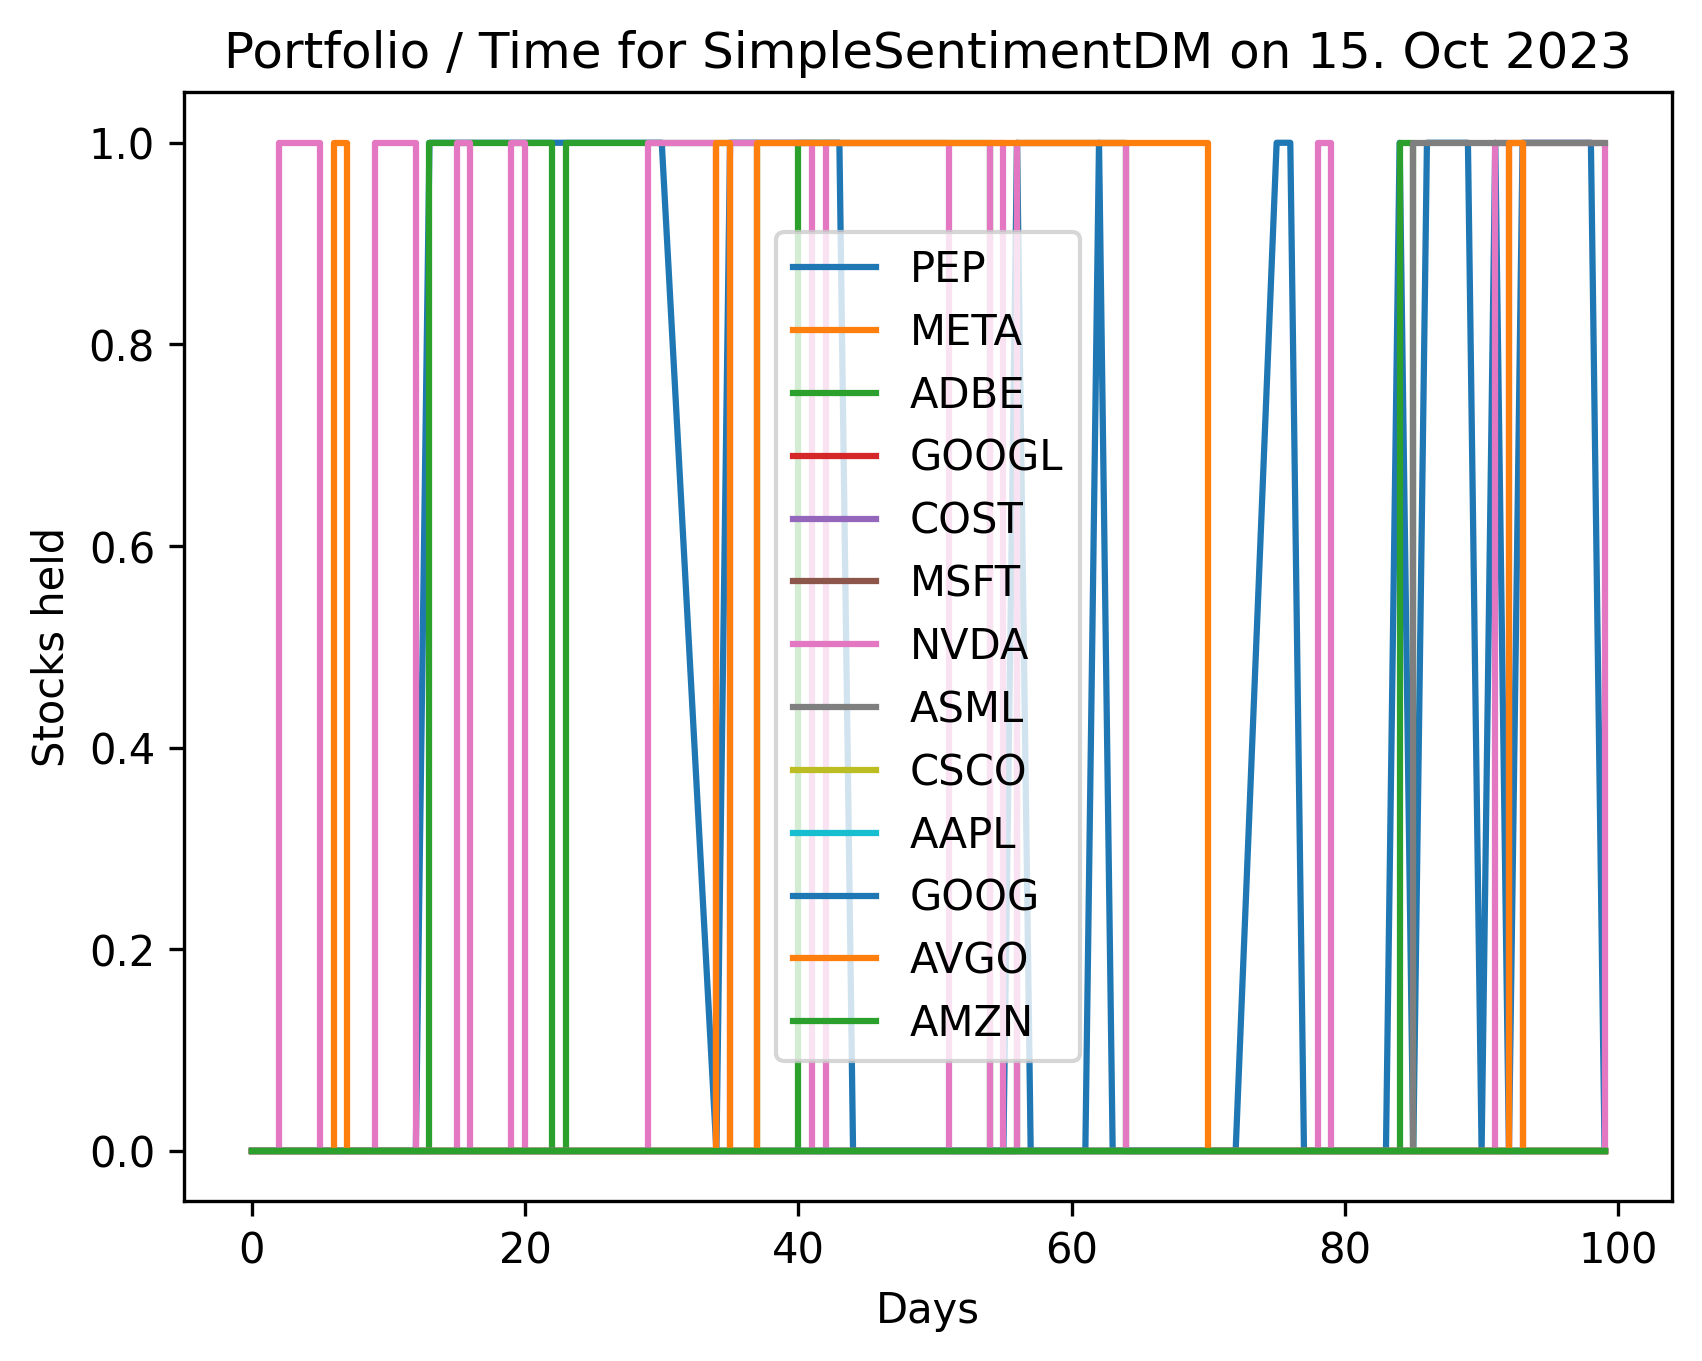 Portfolio / Time for SimpleSentimentDM on 15. Oct 2023
1.0
0.8
0.6
0.4
0.2
0.0
Stocks held
PEP
META
ADBE
GOOGL
COST
MSFT
NVDA
ASML
CSCO
AAPL
GOOG
AVGO
AMZN
0 20 40 60 80 100
Days